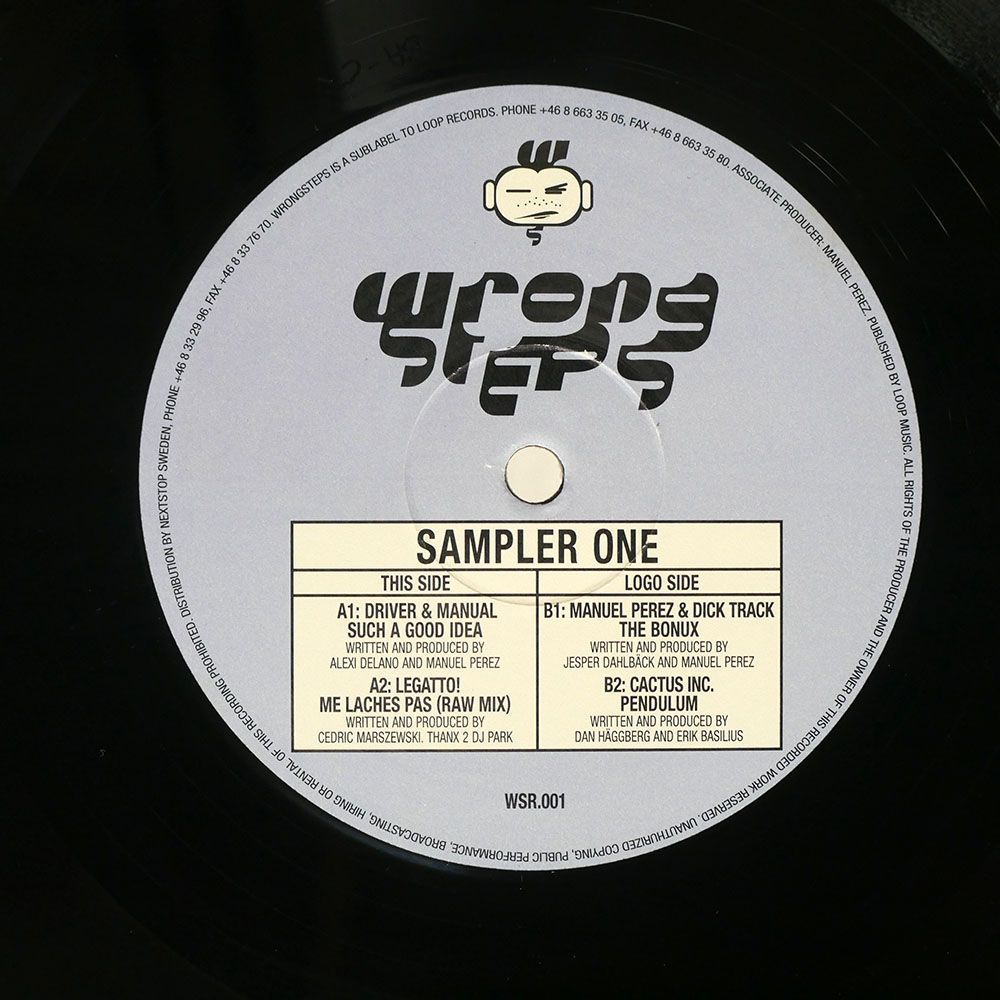 WRONGSTEPS IS A SUBLABEL TO LOOP RECORDS. PHONE +46 8 663 35 05, FAX +46 8 663 35 80. ASSOCIATE PRODUCER: MANUEL PEREZ. PUBLISHED BY LOOP MUSIC. ALL RIGHTS OF THE PRODUCER AND THE OWNER OF THIS RECORDED WORK RESERVED. UNAUTHORIZED COPYING, PUBLIC PERFORMANCE, BROADCASTING, HIRING OR RENTAL OF THIS RECORDING PROHIBITED. DISTRIBUTION BY NEXTSTOP SWEDEN, PHONE +46 8 33 29 96, FAX +46 8 33 76 70.
W
S
wrong
stEPs
SAMPLER ONE
THIS SIDE
A1: DRIVER & MANUAL
SUCH A GOOD IDEA
WRITTEN AND PRODUCED BY
ALEXI DELANO AND MANUEL PEREZ
A2: LEGATTO!
ME LACHES PAS (RAW MIX)
WRITTEN AND PRODUCED BY
CEDRIC MARSZEWSKI. THANX 2 DJ PARK
LOGO SIDE
B1: MANUEL PEREZ & DICK TRACK
THE BONUX
WRITTEN AND PRODUCED BY
JESPER DAHLBÄCK AND MANUEL PEREZ
B2: CACTUS INC.
PENDULUM
WRITTEN AND PRODUCED BY
DAN HÄGGBERG AND ERIK BASILIUS
WSR.001